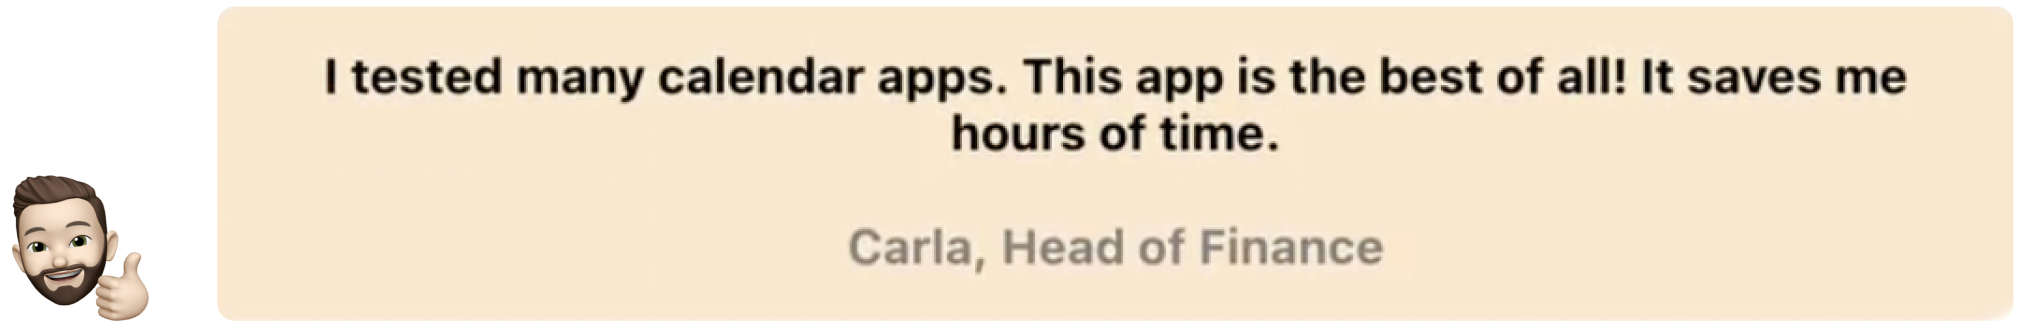 I tested many calendar apps. This app is the best of all! It saves me
hours of time.
Carla, Head of Finance